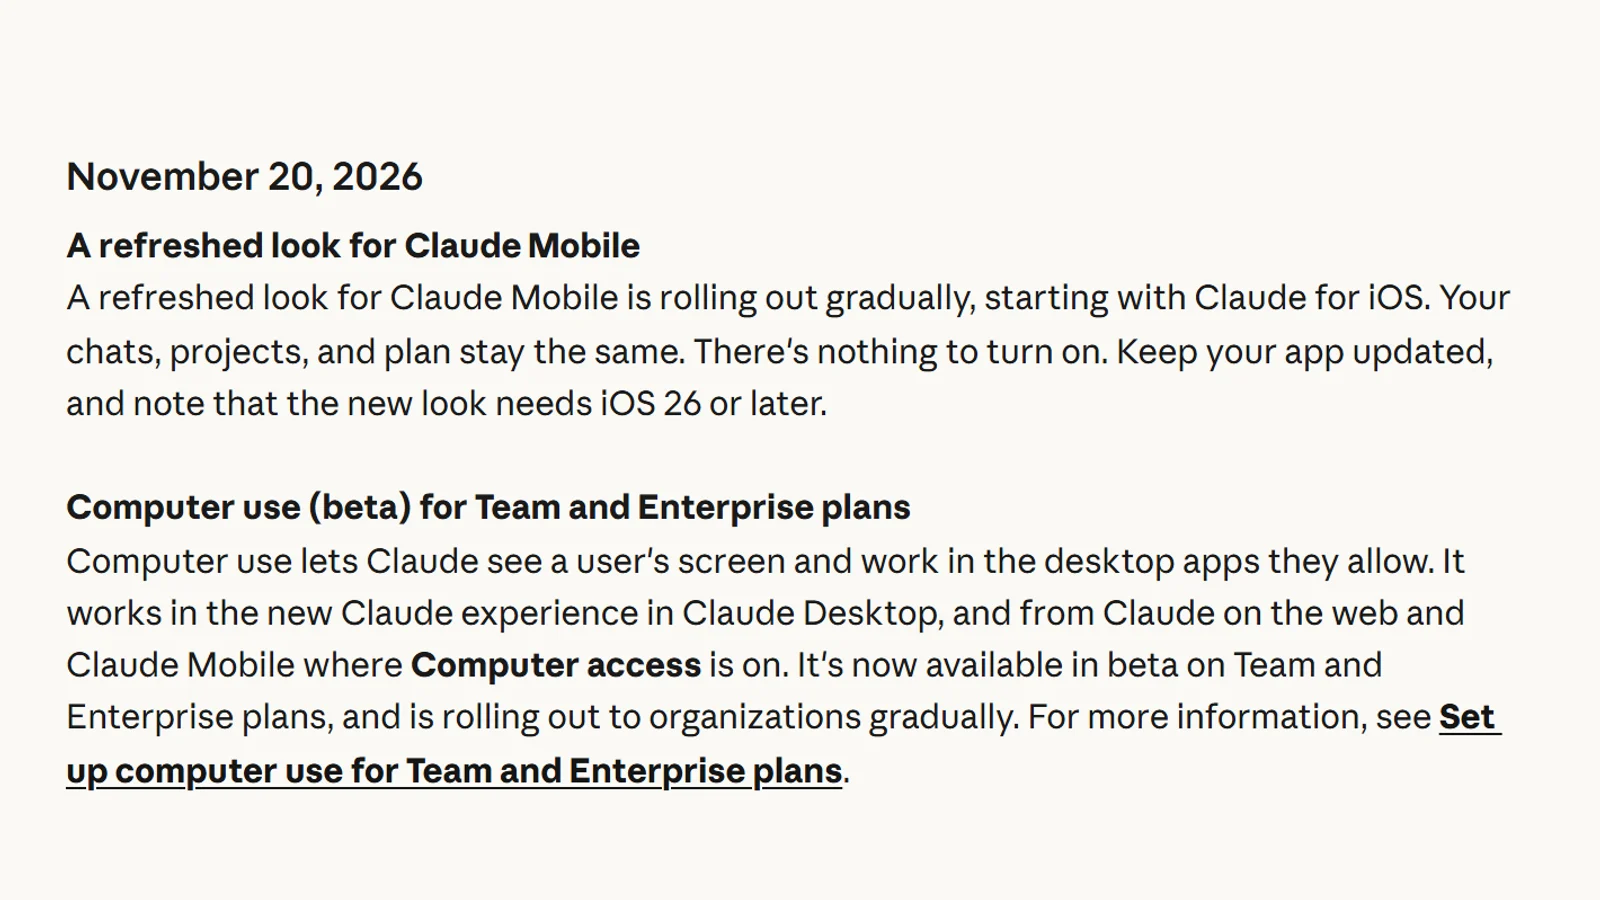 November 20, 2026
A refreshed look for Claude Mobile
A refreshed look for Claude Mobile is rolling out gradually, starting with Claude for iOS. Your
chats, projects, and plan stay the same. There's nothing to turn on. Keep your app updated,
and note that the new look needs iOS 26 or later.
Computer use (beta) for Team and Enterprise plans
Computer use lets Claude see a user's screen and work in the desktop apps they allow. It
works in the new Claude experience in Claude Desktop, and from Claude on the web and
Claude Mobile where Computer access is on. It's now available in beta on Team and
Enterprise plans, and is rolling out to organizations gradually. For more information, see Set
up computer use for Team and Enterprise plans.